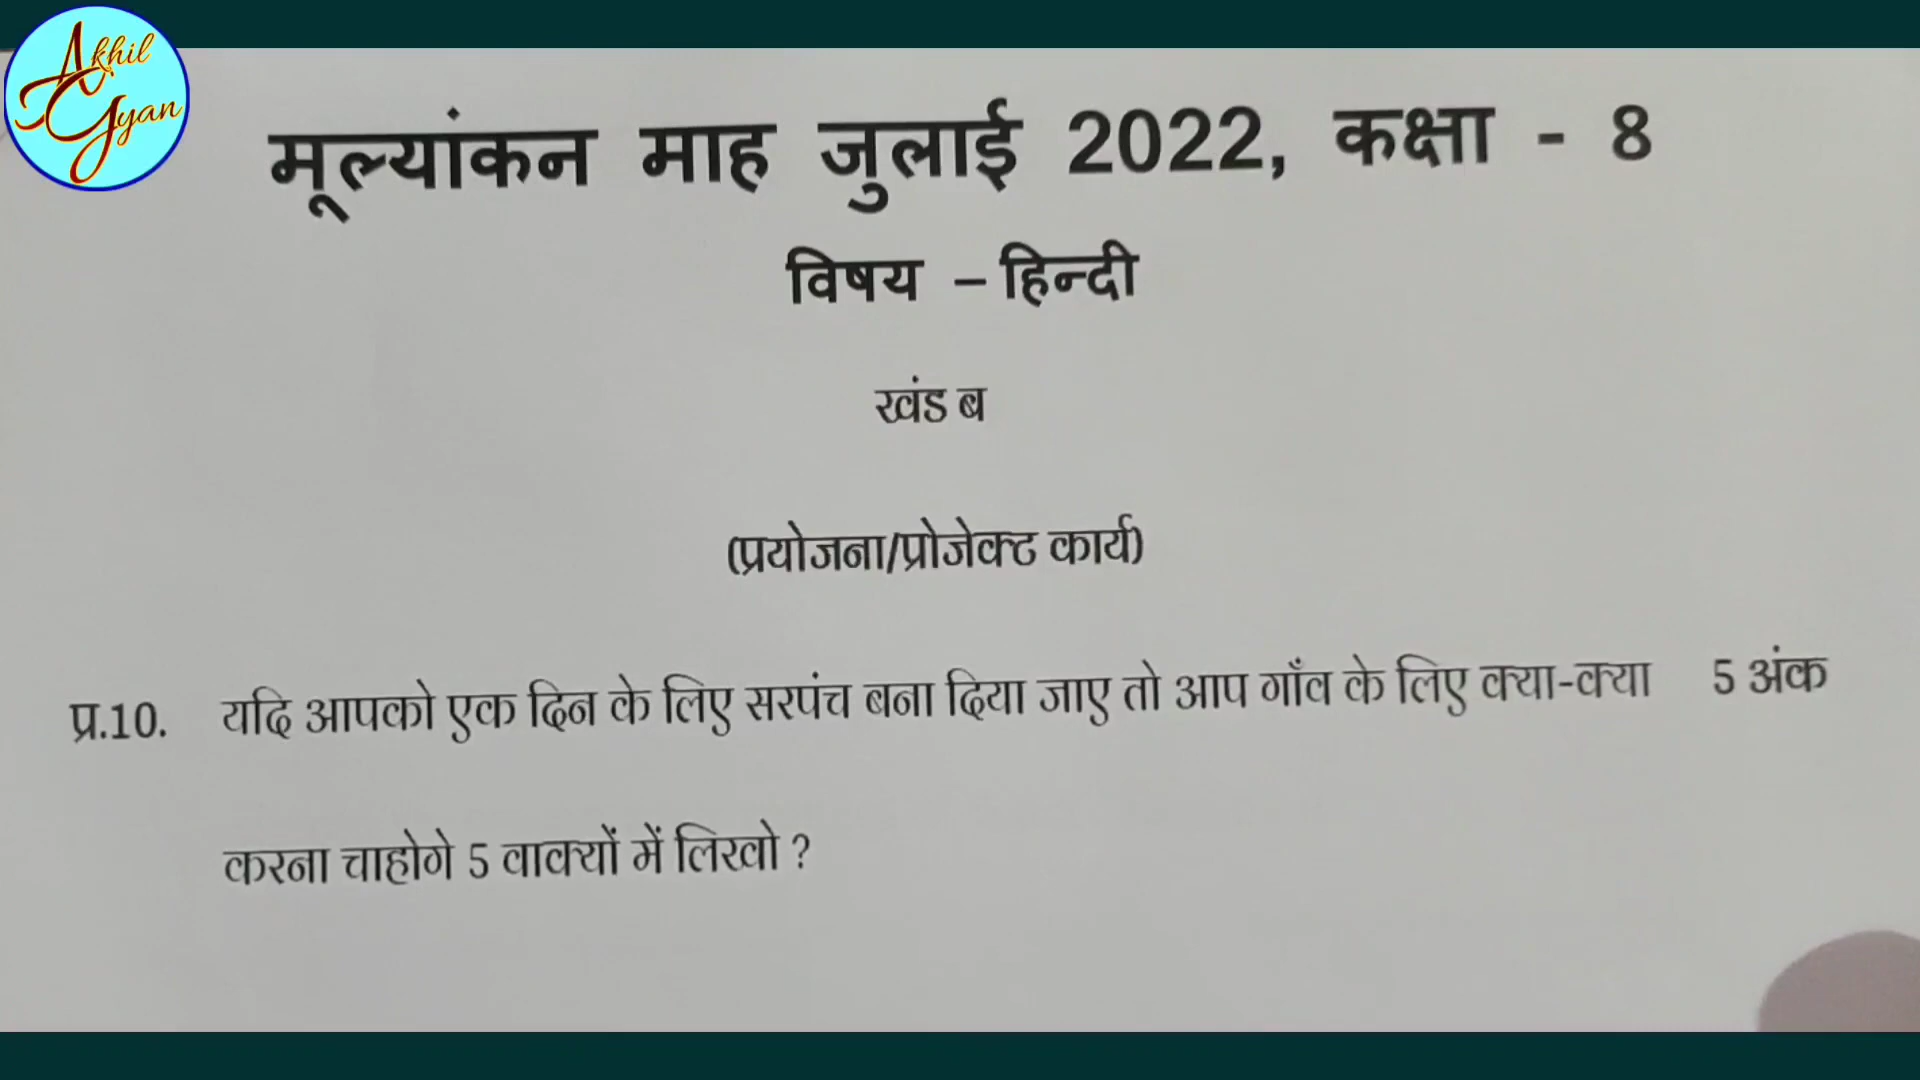 Akhil
Gyan
मूल्यांकन माह जुलाई 2022, कक्षा - 8
विषय – हिन्दी
खंड ब
(प्रयोजना/प्रोजेक्ट कार्य)
प्र.10. यदि आपको एक दिन के लिए सरपंच बना दिया जाए तो आप गाँव के लिए क्या-क्या 5 अंक
करना चाहोगे 5 वाक्यों में लिखो ?